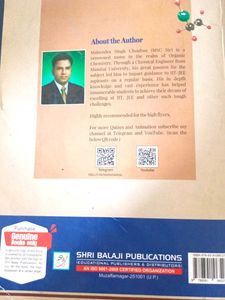 About the Author
Mahendra Singh Chouhan (MSC Sir) is
renowned name in the realm of Organic
Chemistry. Through a Chemical Engineer from
Mumbai University, his great passion for the
subject led him to impart guidance to IIT-JEE
aspirants on a regular basis. His in depth
knowledge and vast experience has helped
innumerable students to achieve their dreams of
excelling at IIT, JEE and other such tough
challenges.
Highly recommended for the high flyers,
For more Quizes and Animation subscribe my
channel at Telegram and Youtube. (Scan the
below QR code )
Telegram
Youtube
Purchase
Genuine
Books only
SHRI BALAJI PUBLICATIONS
(EDUCATIONAL PUBLISHERS & DISTRIBUTORS)
AN ISO 9001-2008 CERTIFIED ORGANIZATION
Muzaffarnagar-251001 (U.P.)